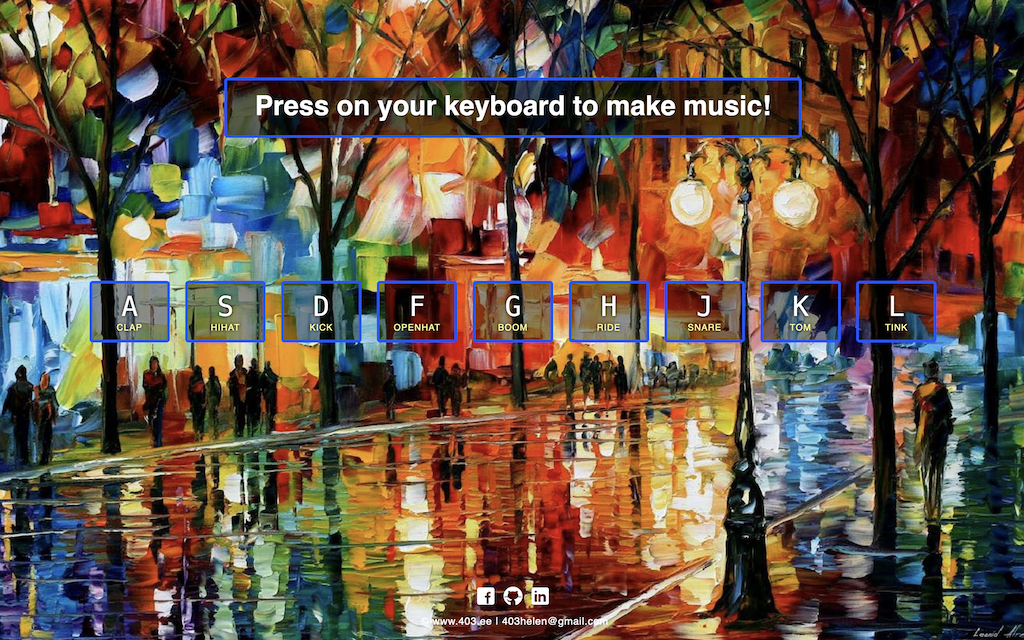 Press on your keyboard to make music!
A S D F G H J K L
CLAP HIHAT KICK OPENHAT BOOM RIDE SNARE TOM TINK
© www.403.ee | 403helen@gmail.com
Leonid